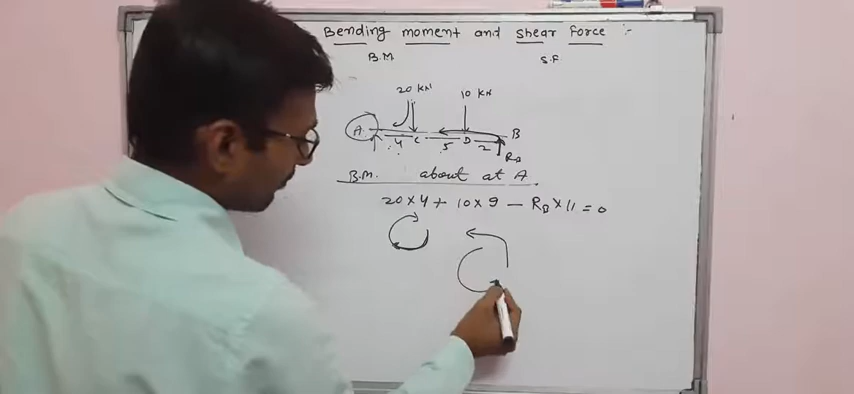 Bending moment and shear Force :-
B.M. S.F.
20 KN 10 KN
A 4 C 5 D 2 B
RB
B.M. about at A
20 × 4 + 10 × 9 - RB × 11 = 0